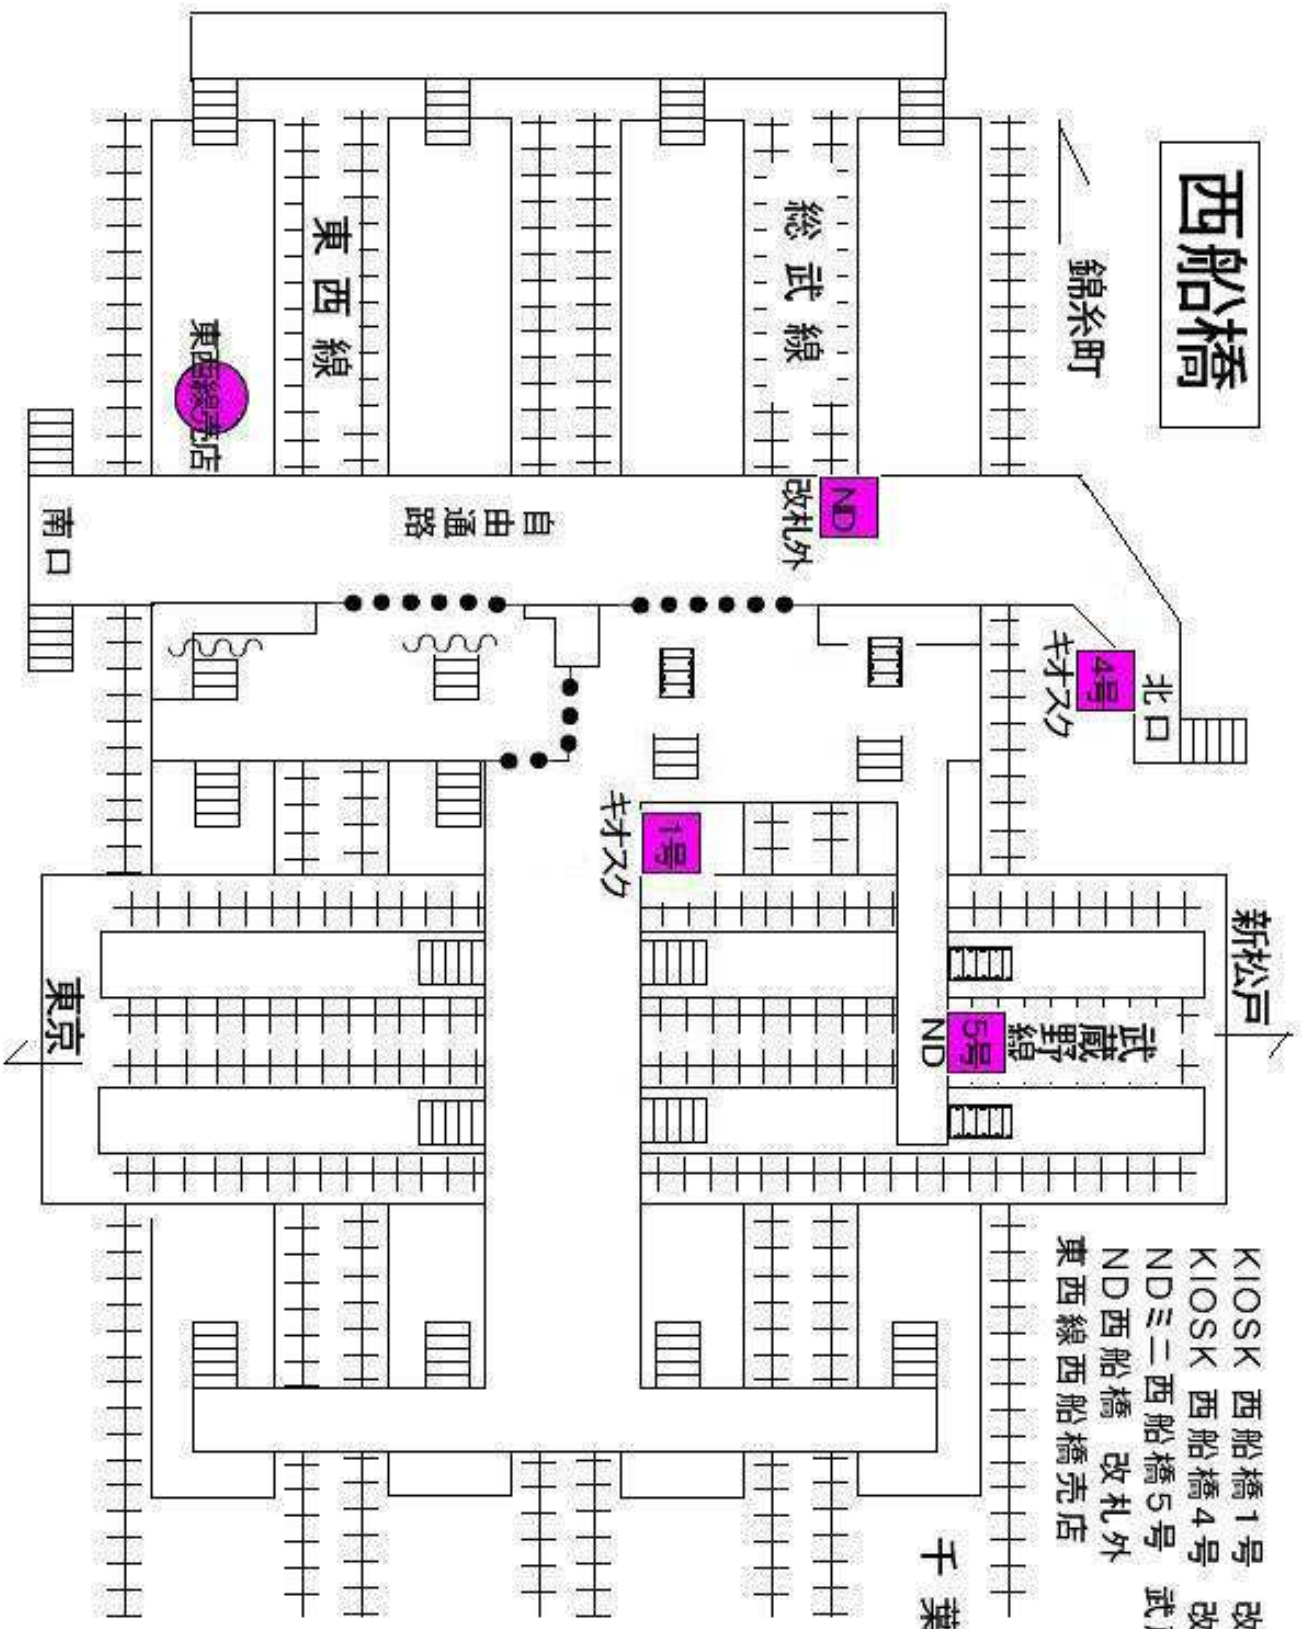 西船橋
錦糸町
総武線
東西線
東西線売店
ND
改札外
自由通路
南口
北口
4号
キオスク
1号
キオスク
新松戸
武蔵野線
5号
ND
東京
KIOSK 西船橋1号 改
KIOSK 西船橋4号 改
NDミニ西船橋5号 武
ND西船橋 改札外
東西線西船橋売店
千葉